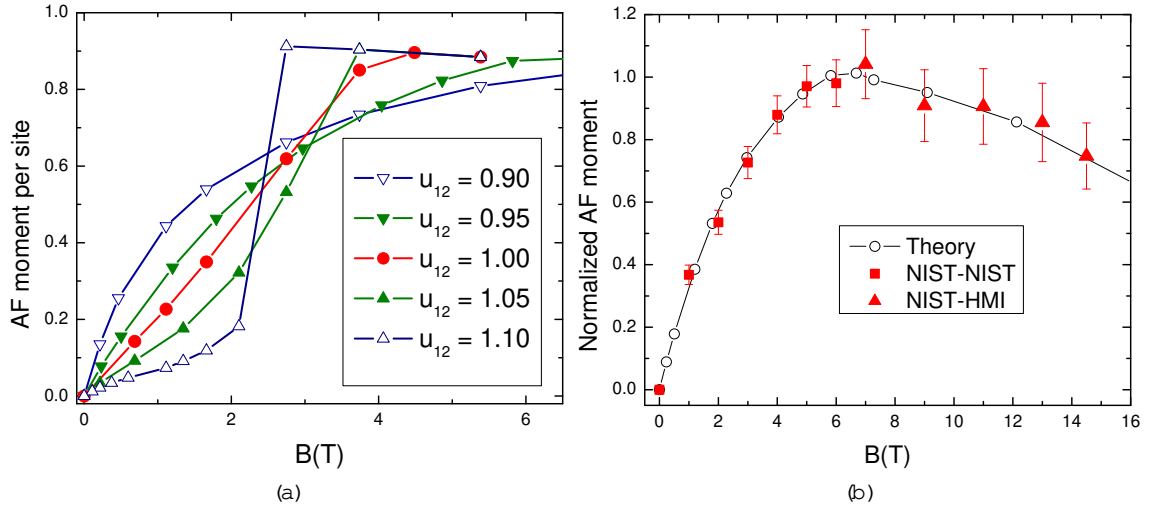 1.0
0.8
0.6
0.4
0.2
0.0
AF moment per site
0 2 4 6
B(T)
u12 = 0.90
u12 = 0.95
u12 = 1.00
u12 = 1.05
u12 = 1.10
(a)
1.2
1.0
0.8
0.6
0.4
0.2
0.0
Normalized AF moment
0 2 4 6 8 10 12 14 16
B(T)
Theory
NIST-NIST
NIST-HMI
(b)